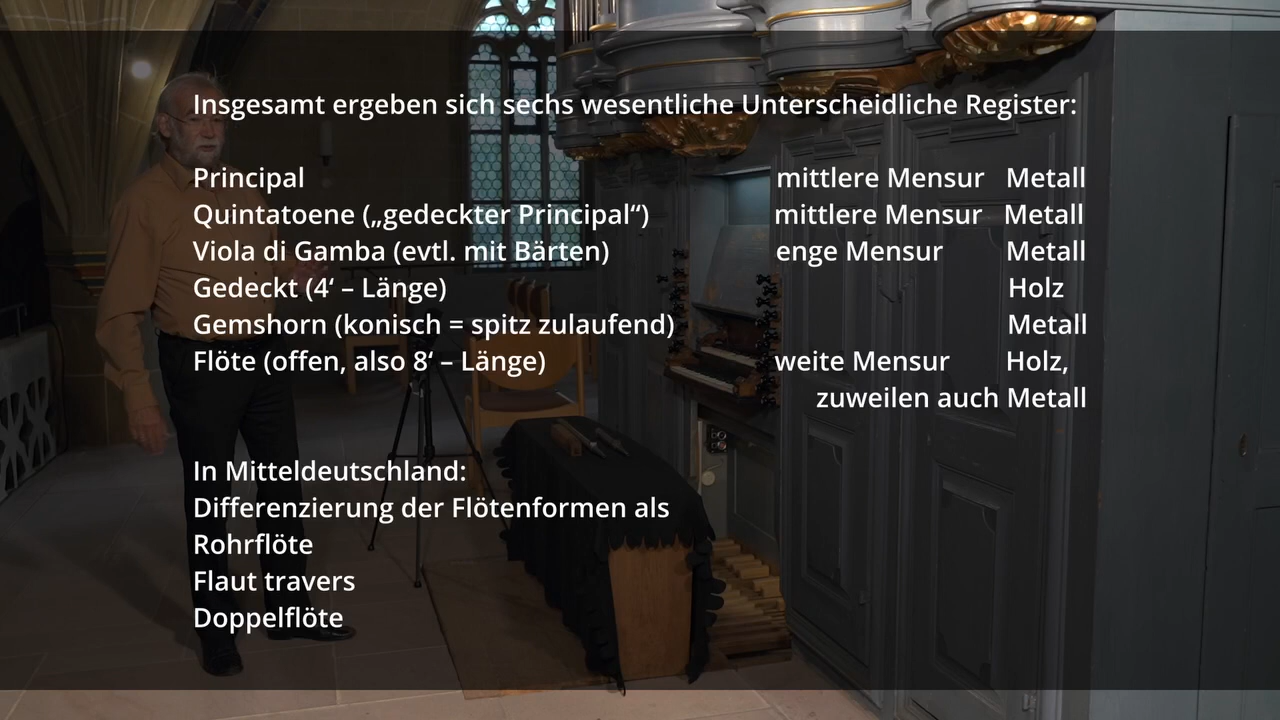 Insgesamt ergeben sich sechs wesentliche Unterscheidliche Register:
Principal mittlere Mensur Metall
Quintatoene („gedeckter Principal“) mittlere Mensur Metall
Viola di Gamba (evtl. mit Bärten) enge Mensur Metall
Gedeckt (4‘ – Länge) Holz
Gemshorn (konisch = spitz zulaufend) Metall
Flöte (offen, also 8‘ – Länge) weite Mensur Holz,
zuweilen auch Metall
In Mitteldeutschland:
Differenzierung der Flötenformen als
Rohrflöte
Flaut travers
Doppelflöte